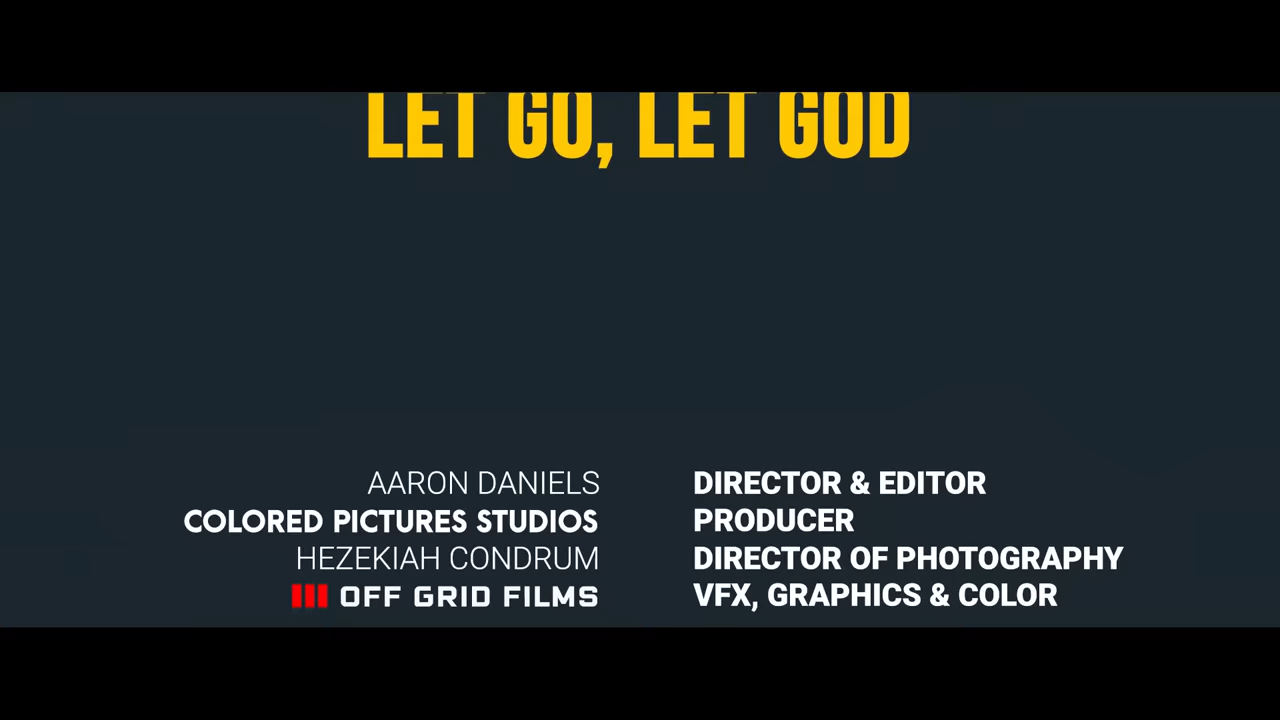 LET GO, LET GOD
AARON DANIELS DIRECTOR & EDITOR
COLORED PICTURES STUDIOS PRODUCER
HEZEKIAH CONDRUM DIRECTOR OF PHOTOGRAPHY
OFF GRID FILMS VFX, GRAPHICS & COLOR